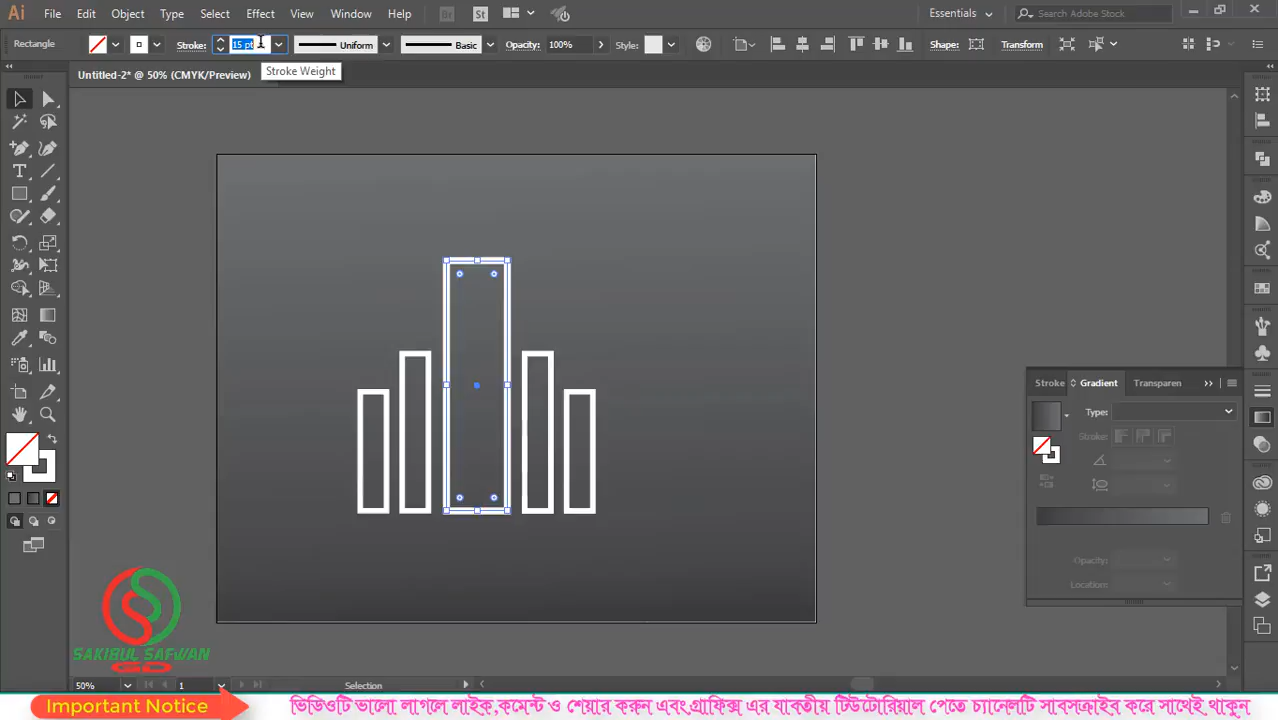 Ai File Edit Object Type Select Effect View Window Help Br St Essentials Search Adobe Stock
Rectangle Stroke: 15 pt Uniform Basic Opacity: 100% Style: Shape: Transform
Stroke Weight
Untitled-2* @ 50% (CMYK/Preview)
Stroke Gradient Transparen
Type:
Stroke:
Opacity:
Location:
SAKIBUL SAFWAN
50% 1 Selection
Important Notice ভিডিওটি ভালো লাগলে লাইক,কমেন্ট ও শেয়ার করুন এবং গ্রাফিক্স এর যাবতীয় টিউটোরিয়াল পেতে চ্যানেলটি সাবসক্রাইব করে সাথেই থাকুন